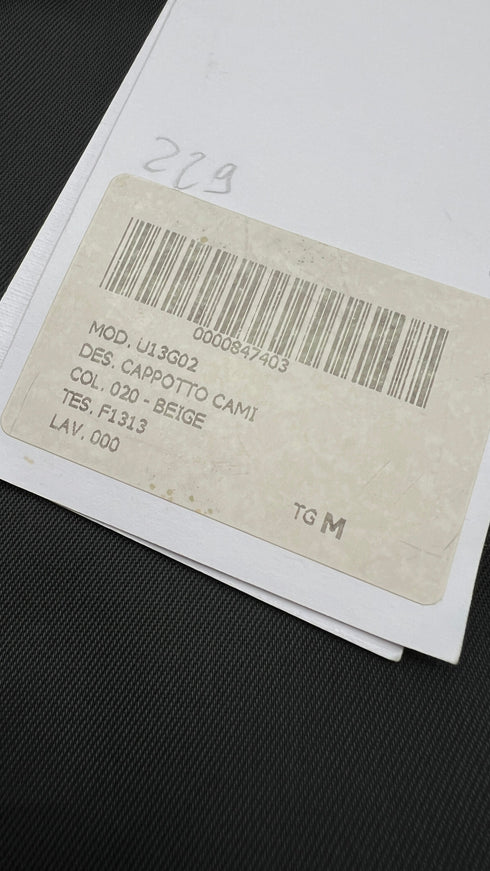 229
0000847403
MOD. U13G02
DES. CAPPOTTO CAMI
COL. 020 - BEIGE
TES. F1313
LAV. 000
TG M